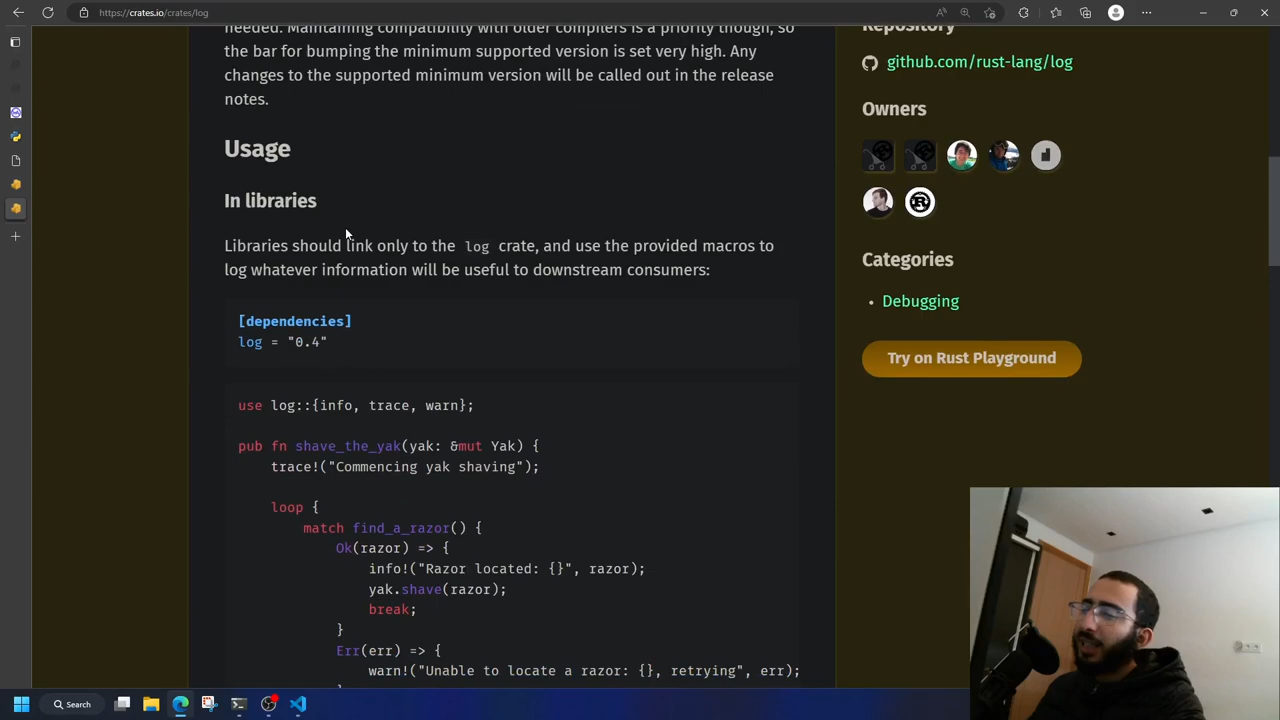 https://crates.io/crates/log
needed. Maintaining compatibility with older compilers is a priority though, so
the bar for bumping the minimum supported version is set very high. Any
changes to the supported minimum version will be called out in the release
notes.
Usage
In libraries
Libraries should link only to the log crate, and use the provided macros to
log whatever information will be useful to downstream consumers:
[dependencies]
log = "0.4"
use log::{info, trace, warn};
pub fn shave_the_yak(yak: &mut Yak) {
trace!("Commencing yak shaving");
loop {
match find_a_razor() {
Ok(razor) => {
info!("Razor located: {}", razor);
yak.shave(razor);
break;
}
Err(err) => {
warn!("Unable to locate a razor: {}, retrying", err);
Repository
github.com/rust-lang/log
Owners
Categories
• Debugging
Try on Rust Playground
Search